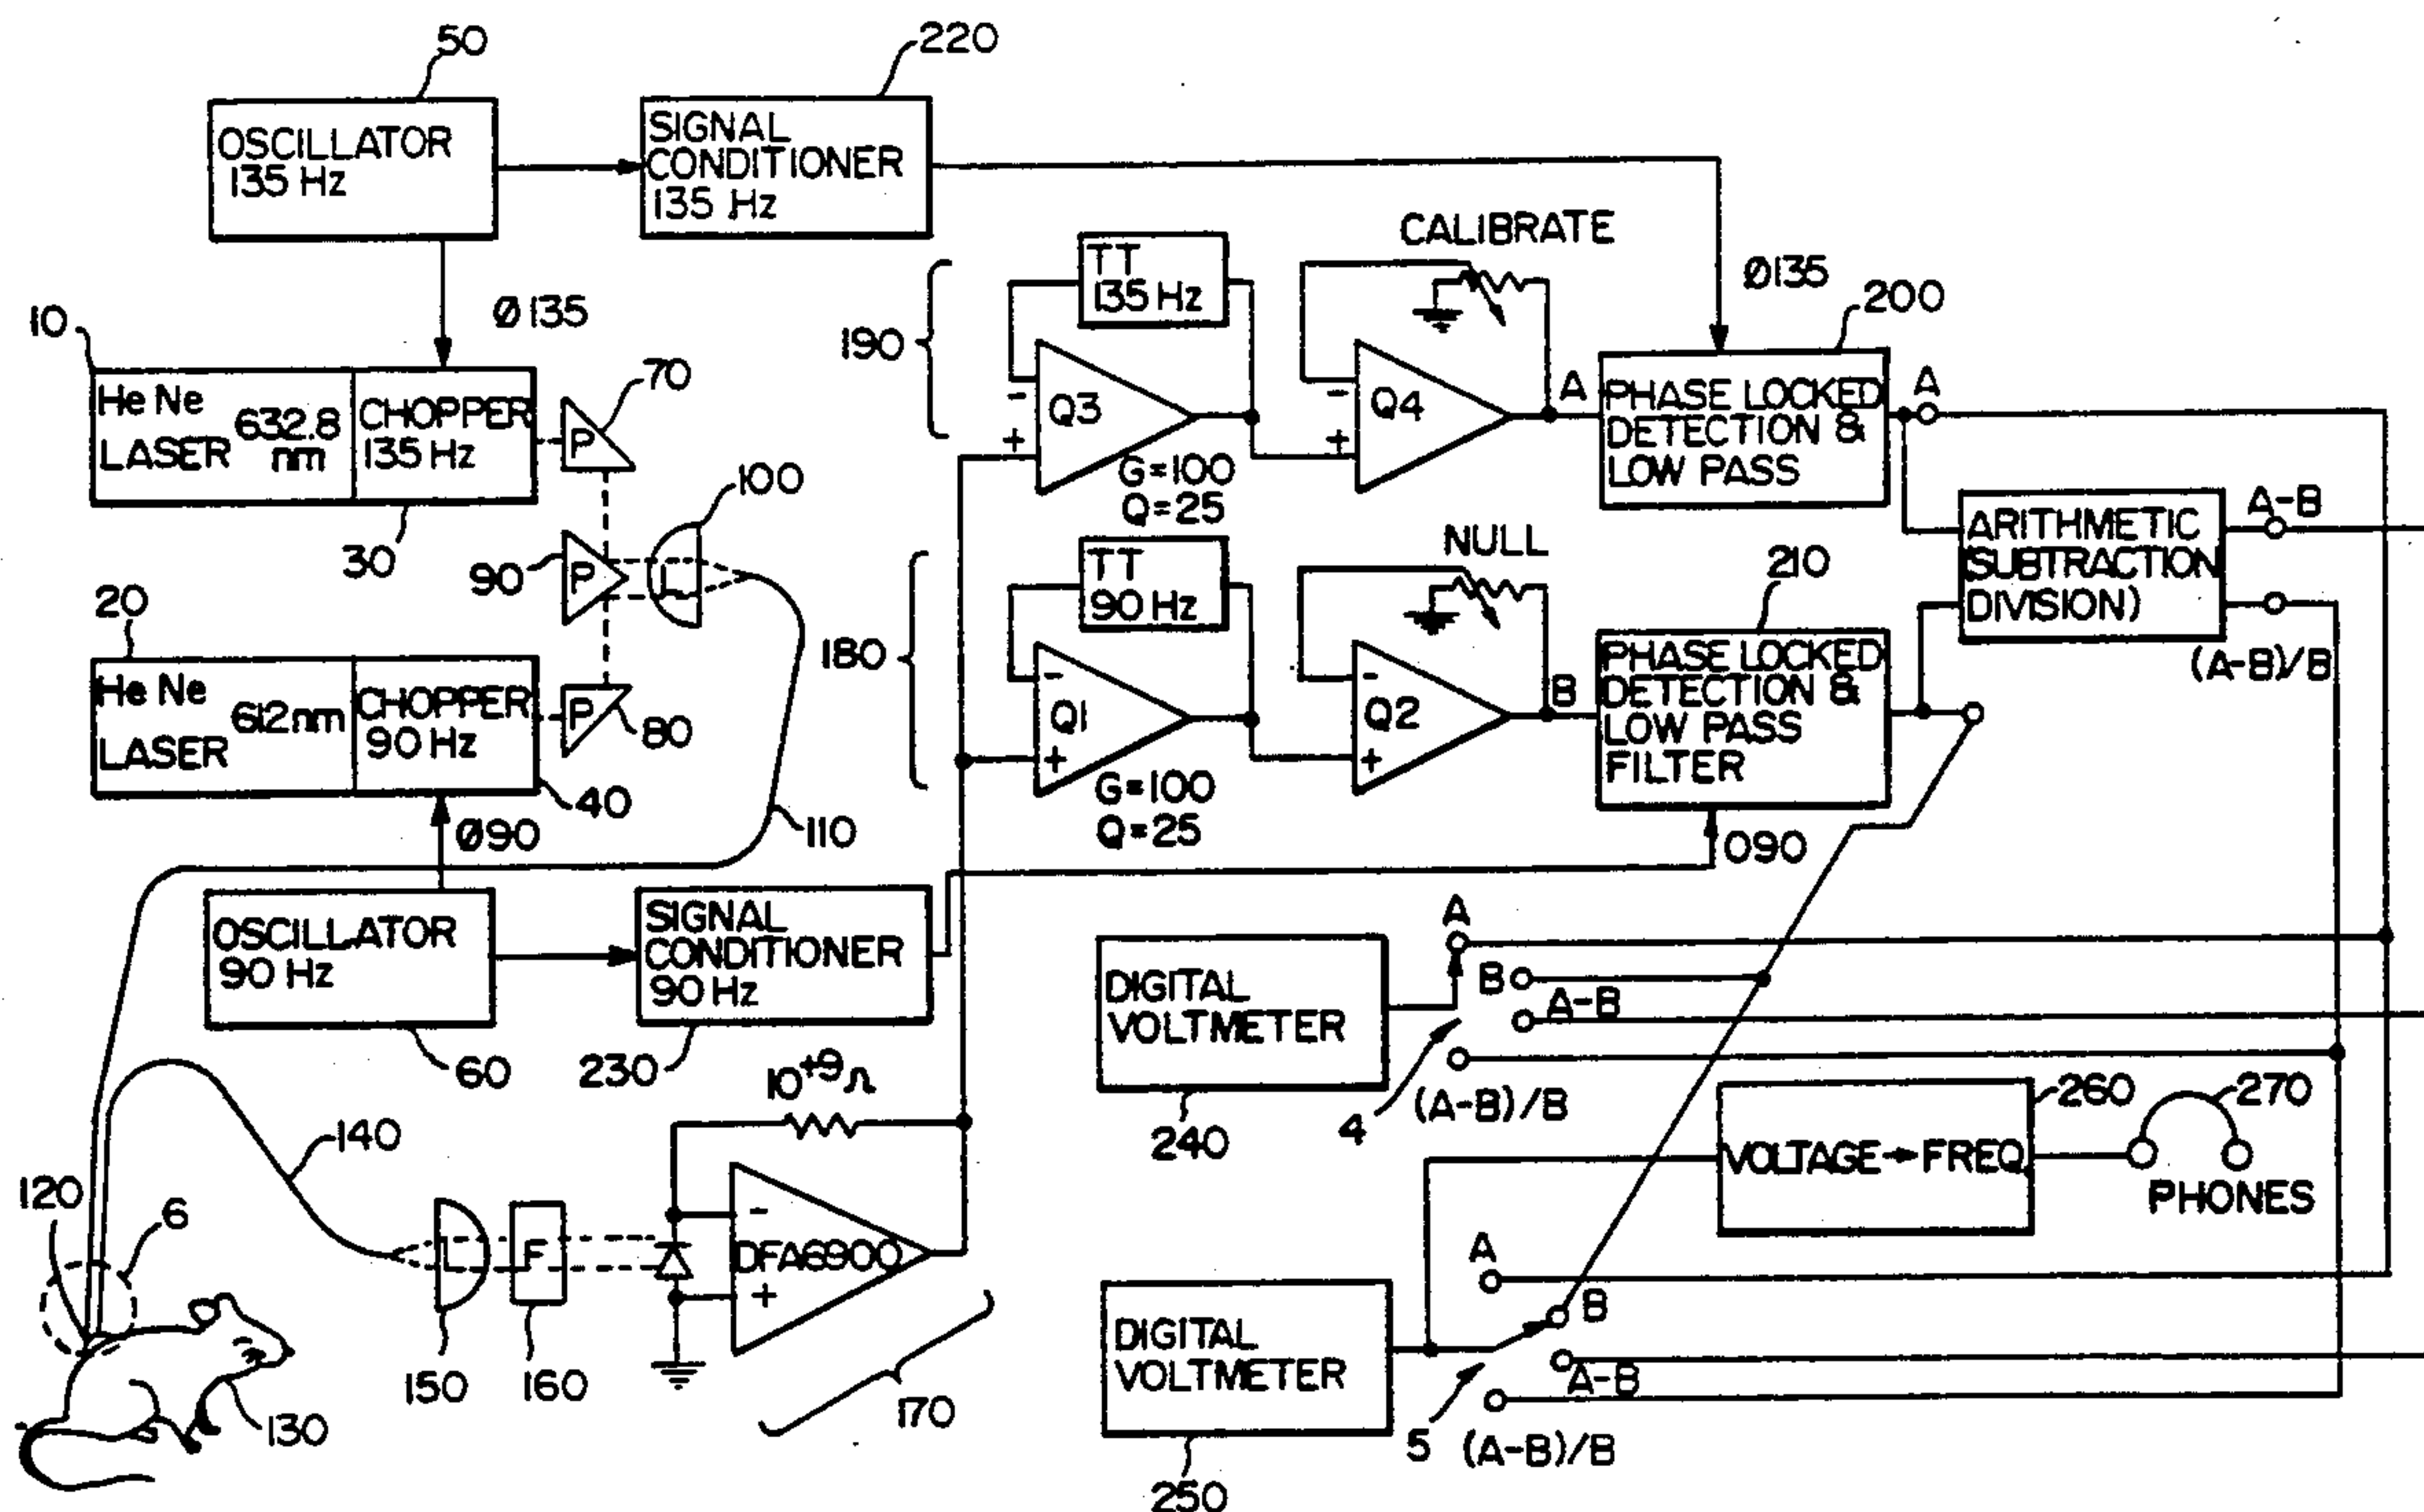 50
220
OSCILLATOR
135 Hz
SIGNAL
CONDITIONER
135 Hz
CALIBRATE
Ø135
Ø135
10
He Ne
LASER
632.8
nm
CHOPPER
135 Hz
30
70
P
100
90
P
L
20
He Ne
LASER
612nm
CHOPPER
90 Hz
40
P
80
Ø90
110
190
TT
135 Hz
-
+
Q3
G=100
Q=25
-
+
Q4
A
200
PHASE LOCKED
DETECTION &
LOW PASS
A
180
TT
90 Hz
-
+
Q1
G=100
Q=25
NULL
-
+
Q2
B
210
PHASE LOCKED
DETECTION &
LOW PASS
FILTER
090
ARITHMETIC
(SUBTRACTION
DIVISION)
A-B
(A-B)/B
OSCILLATOR
90 Hz
60
SIGNAL
CONDITIONER
90 Hz
230
DIGITAL
VOLTMETER
240
A
B
A-B
(A-B)/B
4
10+9Ω
140
120
6
130
L
150
F
160
-
DFA6900
+
170
VOLTAGE→FREQ.
260
270
PHONES
DIGITAL
VOLTMETER
250
A
B
A-B
5
(A-B)/B